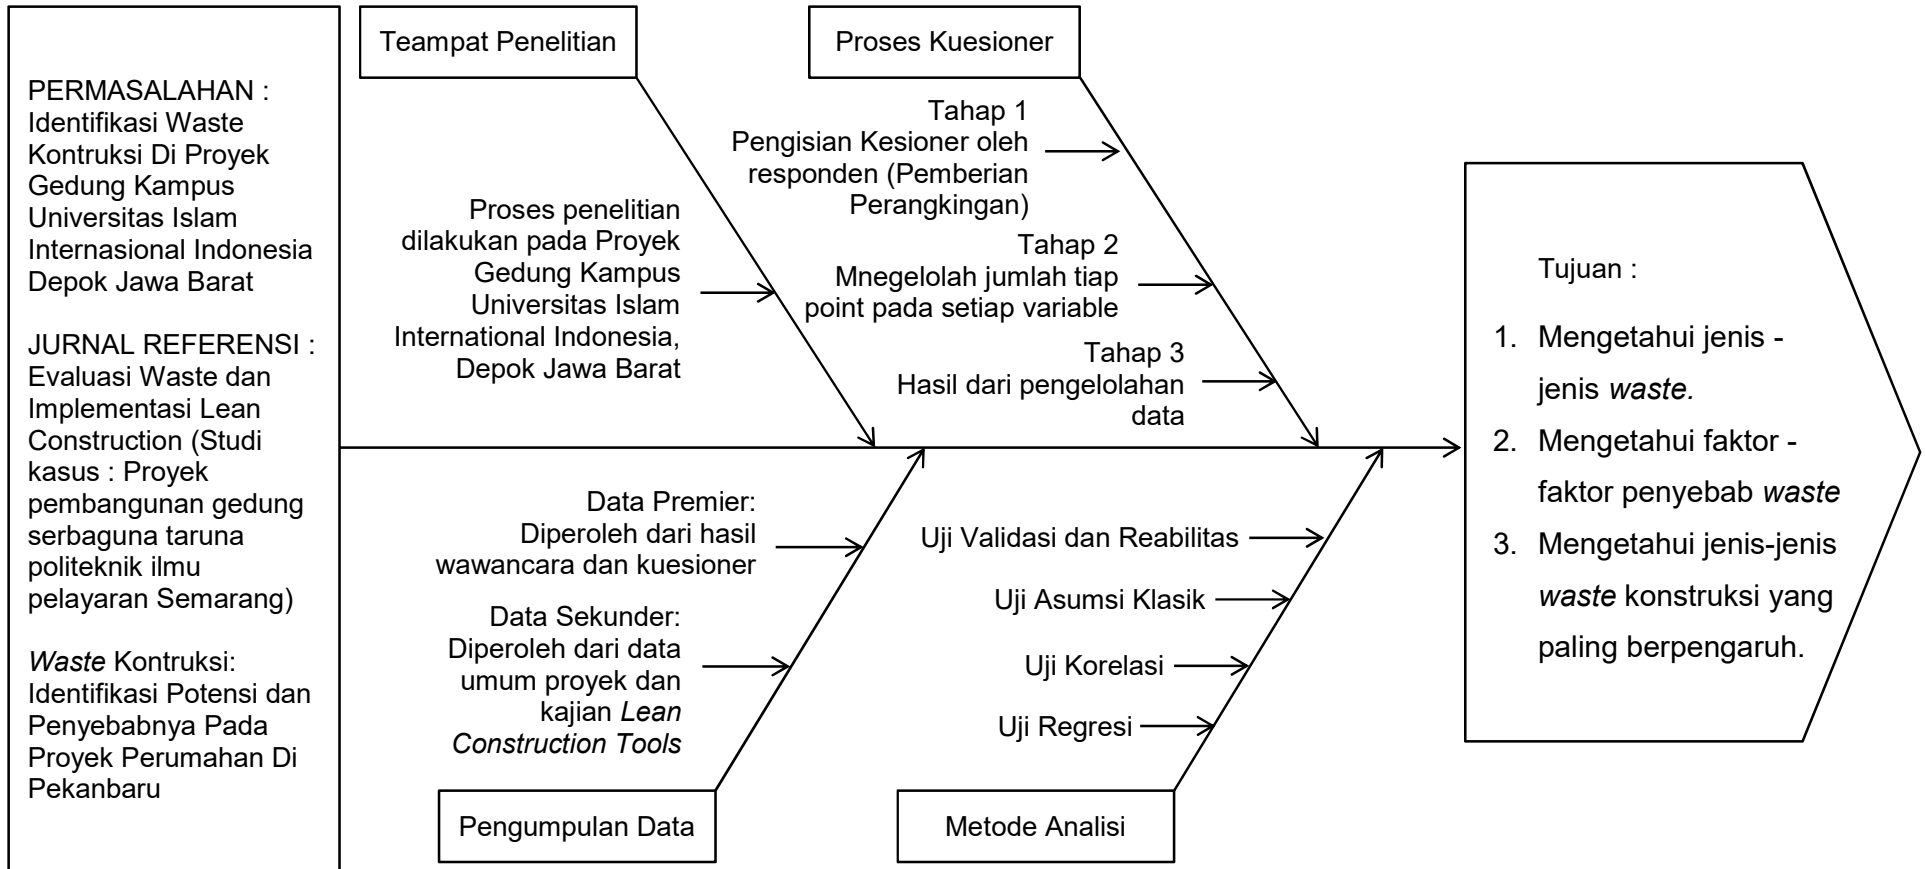 PERMASALAHAN :
Identifikasi Waste
Kontruksi Di Proyek
Gedung Kampus
Universitas Islam
Internasional Indonesia
Depok Jawa Barat
JURNAL REFERENSI :
Evaluasi Waste dan
Implementasi Lean
Construction (Studi
kasus : Proyek
pembangunan gedung
serbaguna taruna
politeknik ilmu
pelayaran Semarang)
Waste Kontruksi:
Identifikasi Potensi dan
Penyebabnya Pada
Proyek Perumahan Di
Pekanbaru
Teampat Penelitian
Proses penelitian
dilakukan pada Proyek
Gedung Kampus
Universitas Islam
International Indonesia,
Depok Jawa Barat
Proses Kuesioner
Tahap 1
Pengisian Kesioner oleh
responden (Pemberian
Perangkingan)
Tahap 2
Mnegelolah jumlah tiap
point pada setiap variable
Tahap 3
Hasil dari pengelolahan
data
Data Premier:
Diperoleh dari hasil
wawancara dan kuesioner
Data Sekunder:
Diperoleh dari data
umum proyek dan
kajian Lean
Construction Tools
Pengumpulan Data
Uji Validasi dan Reabilitas
Uji Asumsi Klasik
Uji Korelasi
Uji Regresi
Metode Analisi
Tujuan :
1. Mengetahui jenis -
jenis waste.
2. Mengetahui faktor -
faktor penyebab waste
3. Mengetahui jenis-jenis
waste konstruksi yang
paling berpengaruh.